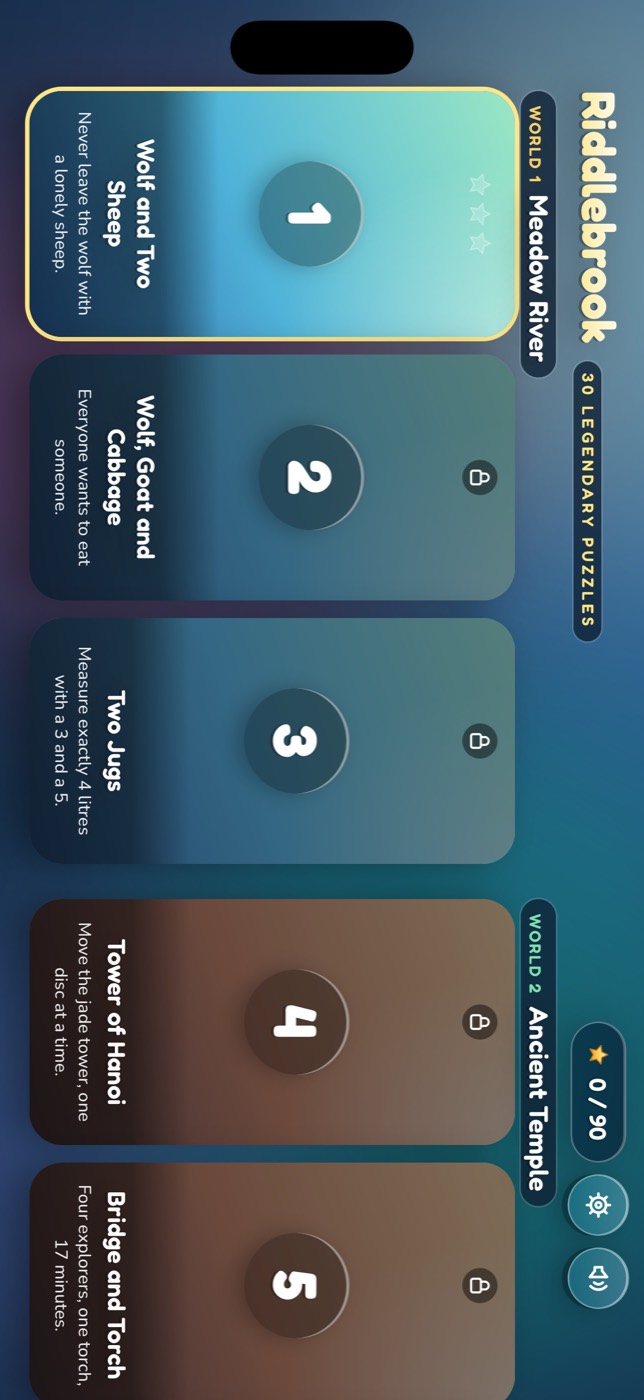 Riddlebrook
30 LEGENDARY PUZZLES
0 / 90
WORLD 1 Meadow River
1
Wolf and Two
Sheep
Never leave the wolf with
a lonely sheep.
2
Wolf, Goat and
Cabbage
Everyone wants to eat
someone.
3
Two Jugs
Measure exactly 4 litres
with a 3 and a 5.
WORLD 2 Ancient Temple
4
Tower of Hanoi
Move the jade tower, one
disc at a time.
5
Bridge and Torch
Four explorers, one torch,
17 minutes.